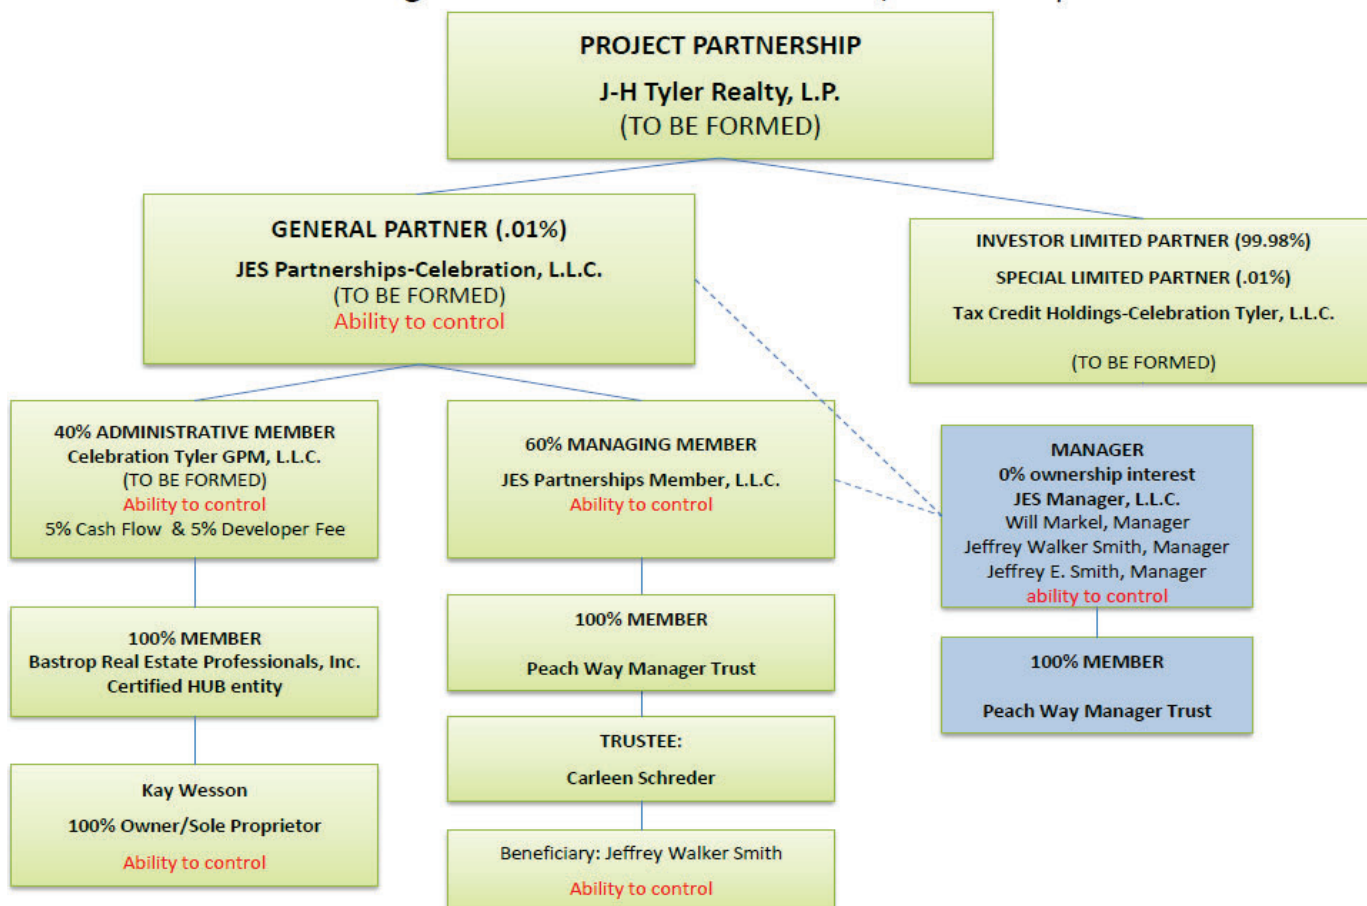 PROJECT PARTNERSHIP
J-H Tyler Realty, L.P.
(TO BE FORMED)
GENERAL PARTNER (.01%)
JES Partnerships-Celebration, L.L.C.
(TO BE FORMED)
Ability to control
INVESTOR LIMITED PARTNER (99.98%)
SPECIAL LIMITED PARTNER (.01%)
Tax Credit Holdings-Celebration Tyler, L.L.C.
(TO BE FORMED)
40% ADMINISTRATIVE MEMBER
Celebration Tyler GPM, L.L.C.
(TO BE FORMED)
Ability to control
5% Cash Flow & 5% Developer Fee
60% MANAGING MEMBER
JES Partnerships Member, L.L.C.
Ability to control
MANAGER
0% ownership interest
JES Manager, L.L.C.
Will Markel, Manager
Jeffrey Walker Smith, Manager
Jeffrey E. Smith, Manager
ability to control
100% MEMBER
Bastrop Real Estate Professionals, Inc.
Certified HUB entity
100% MEMBER
Peach Way Manager Trust
100% MEMBER
Peach Way Manager Trust
TRUSTEE:
Carleen Schreder
Kay Wesson
100% Owner/Sole Proprietor
Ability to control
Beneficiary: Jeffrey Walker Smith
Ability to control